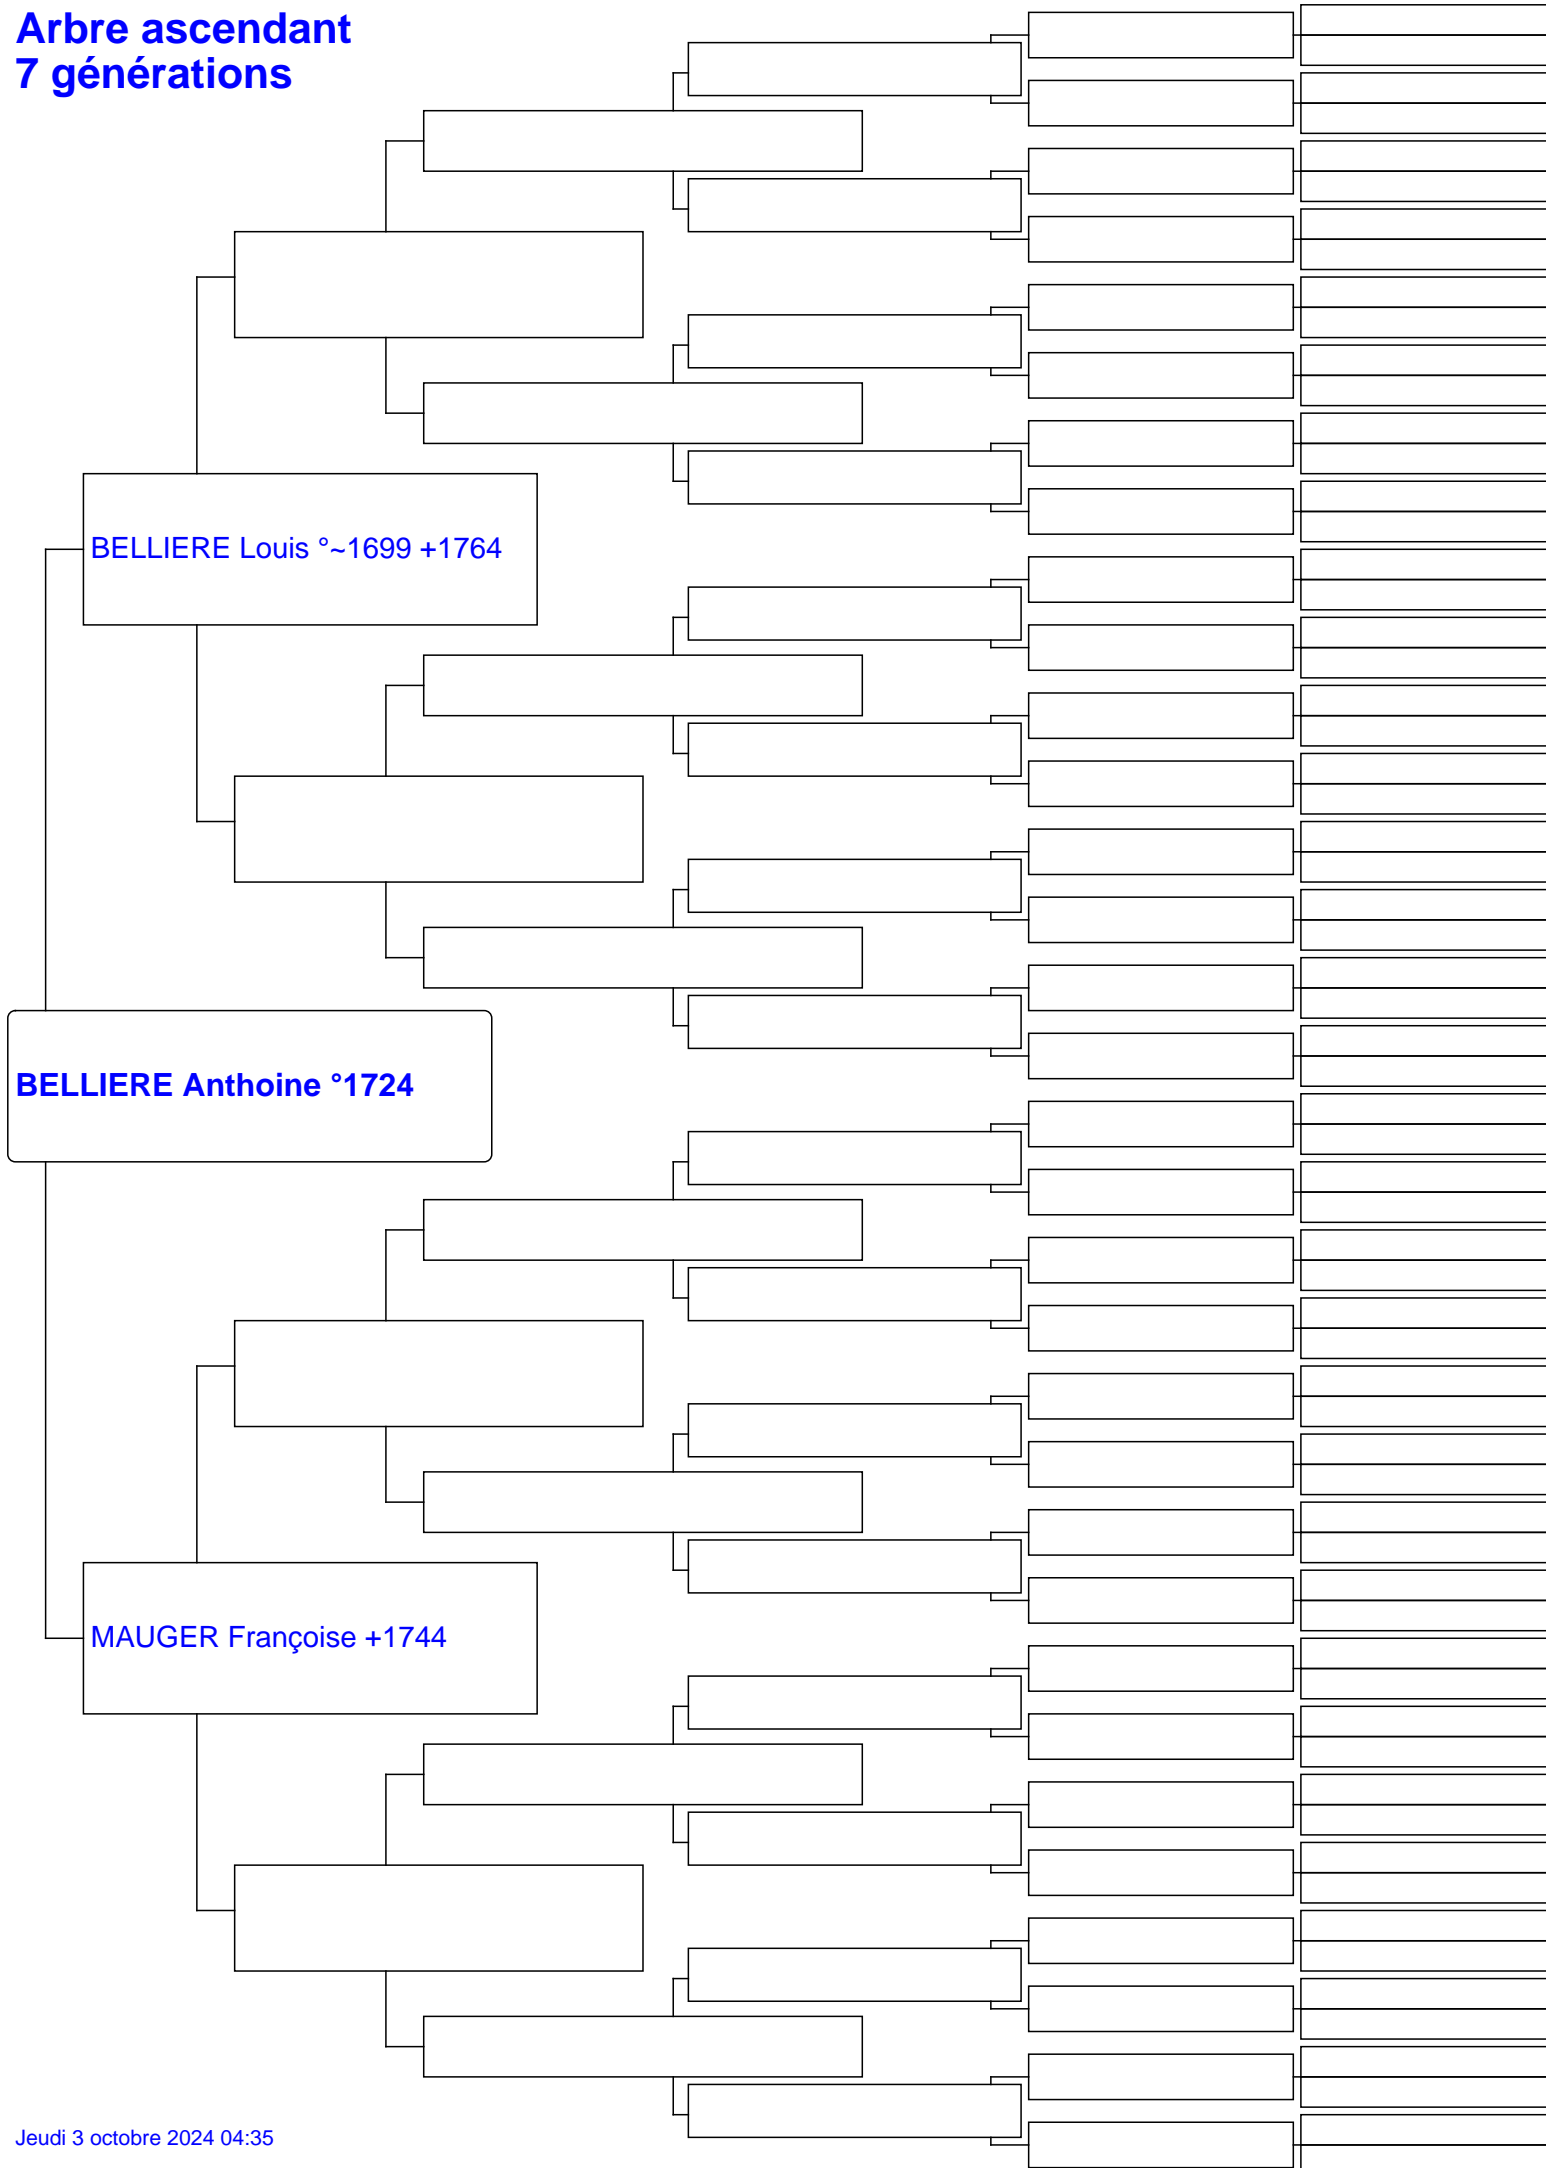 Arbre ascendant
7 générations
BELLIERE Louis °~1699 +1764
BELLIERE Anthoine °1724
MAUGER Françoise +1744
Jeudi 3 octobre 2024 04:35